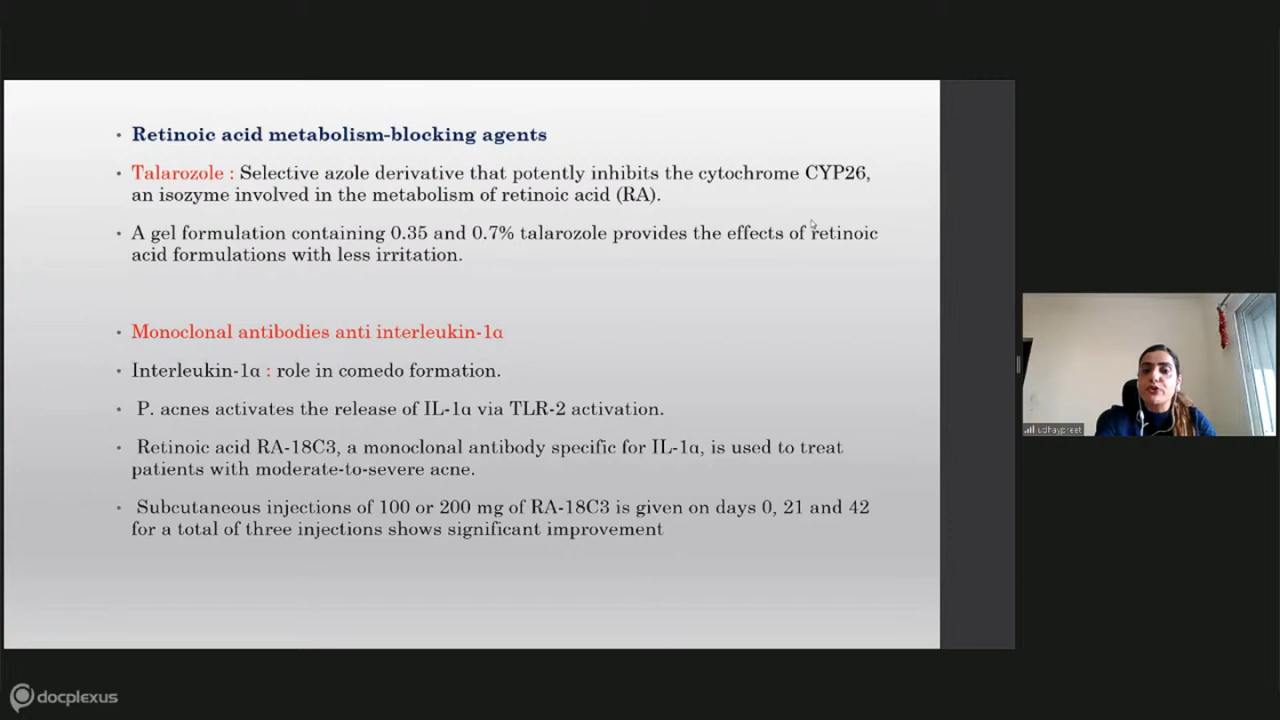 Retinoic acid metabolism-blocking agents
Talarozole : Selective azole derivative that potently inhibits the cytochrome CYP26,
an isozyme involved in the metabolism of retinoic acid (RA).
A gel formulation containing 0.35 and 0.7% talarozole provides the effects of retinoic
acid formulations with less irritation.
Monoclonal antibodies anti interleukin-1α
Interleukin-1α : role in comedo formation.
P. acnes activates the release of IL-1α via TLR-2 activation.
Retinoic acid RA-18C3, a monoclonal antibody specific for IL-1α, is used to treat
patients with moderate-to-severe acne.
Subcutaneous injections of 100 or 200 mg of RA-18C3 is given on days 0, 21 and 42
for a total of three injections shows significant improvement
udhaypreet
docplexus